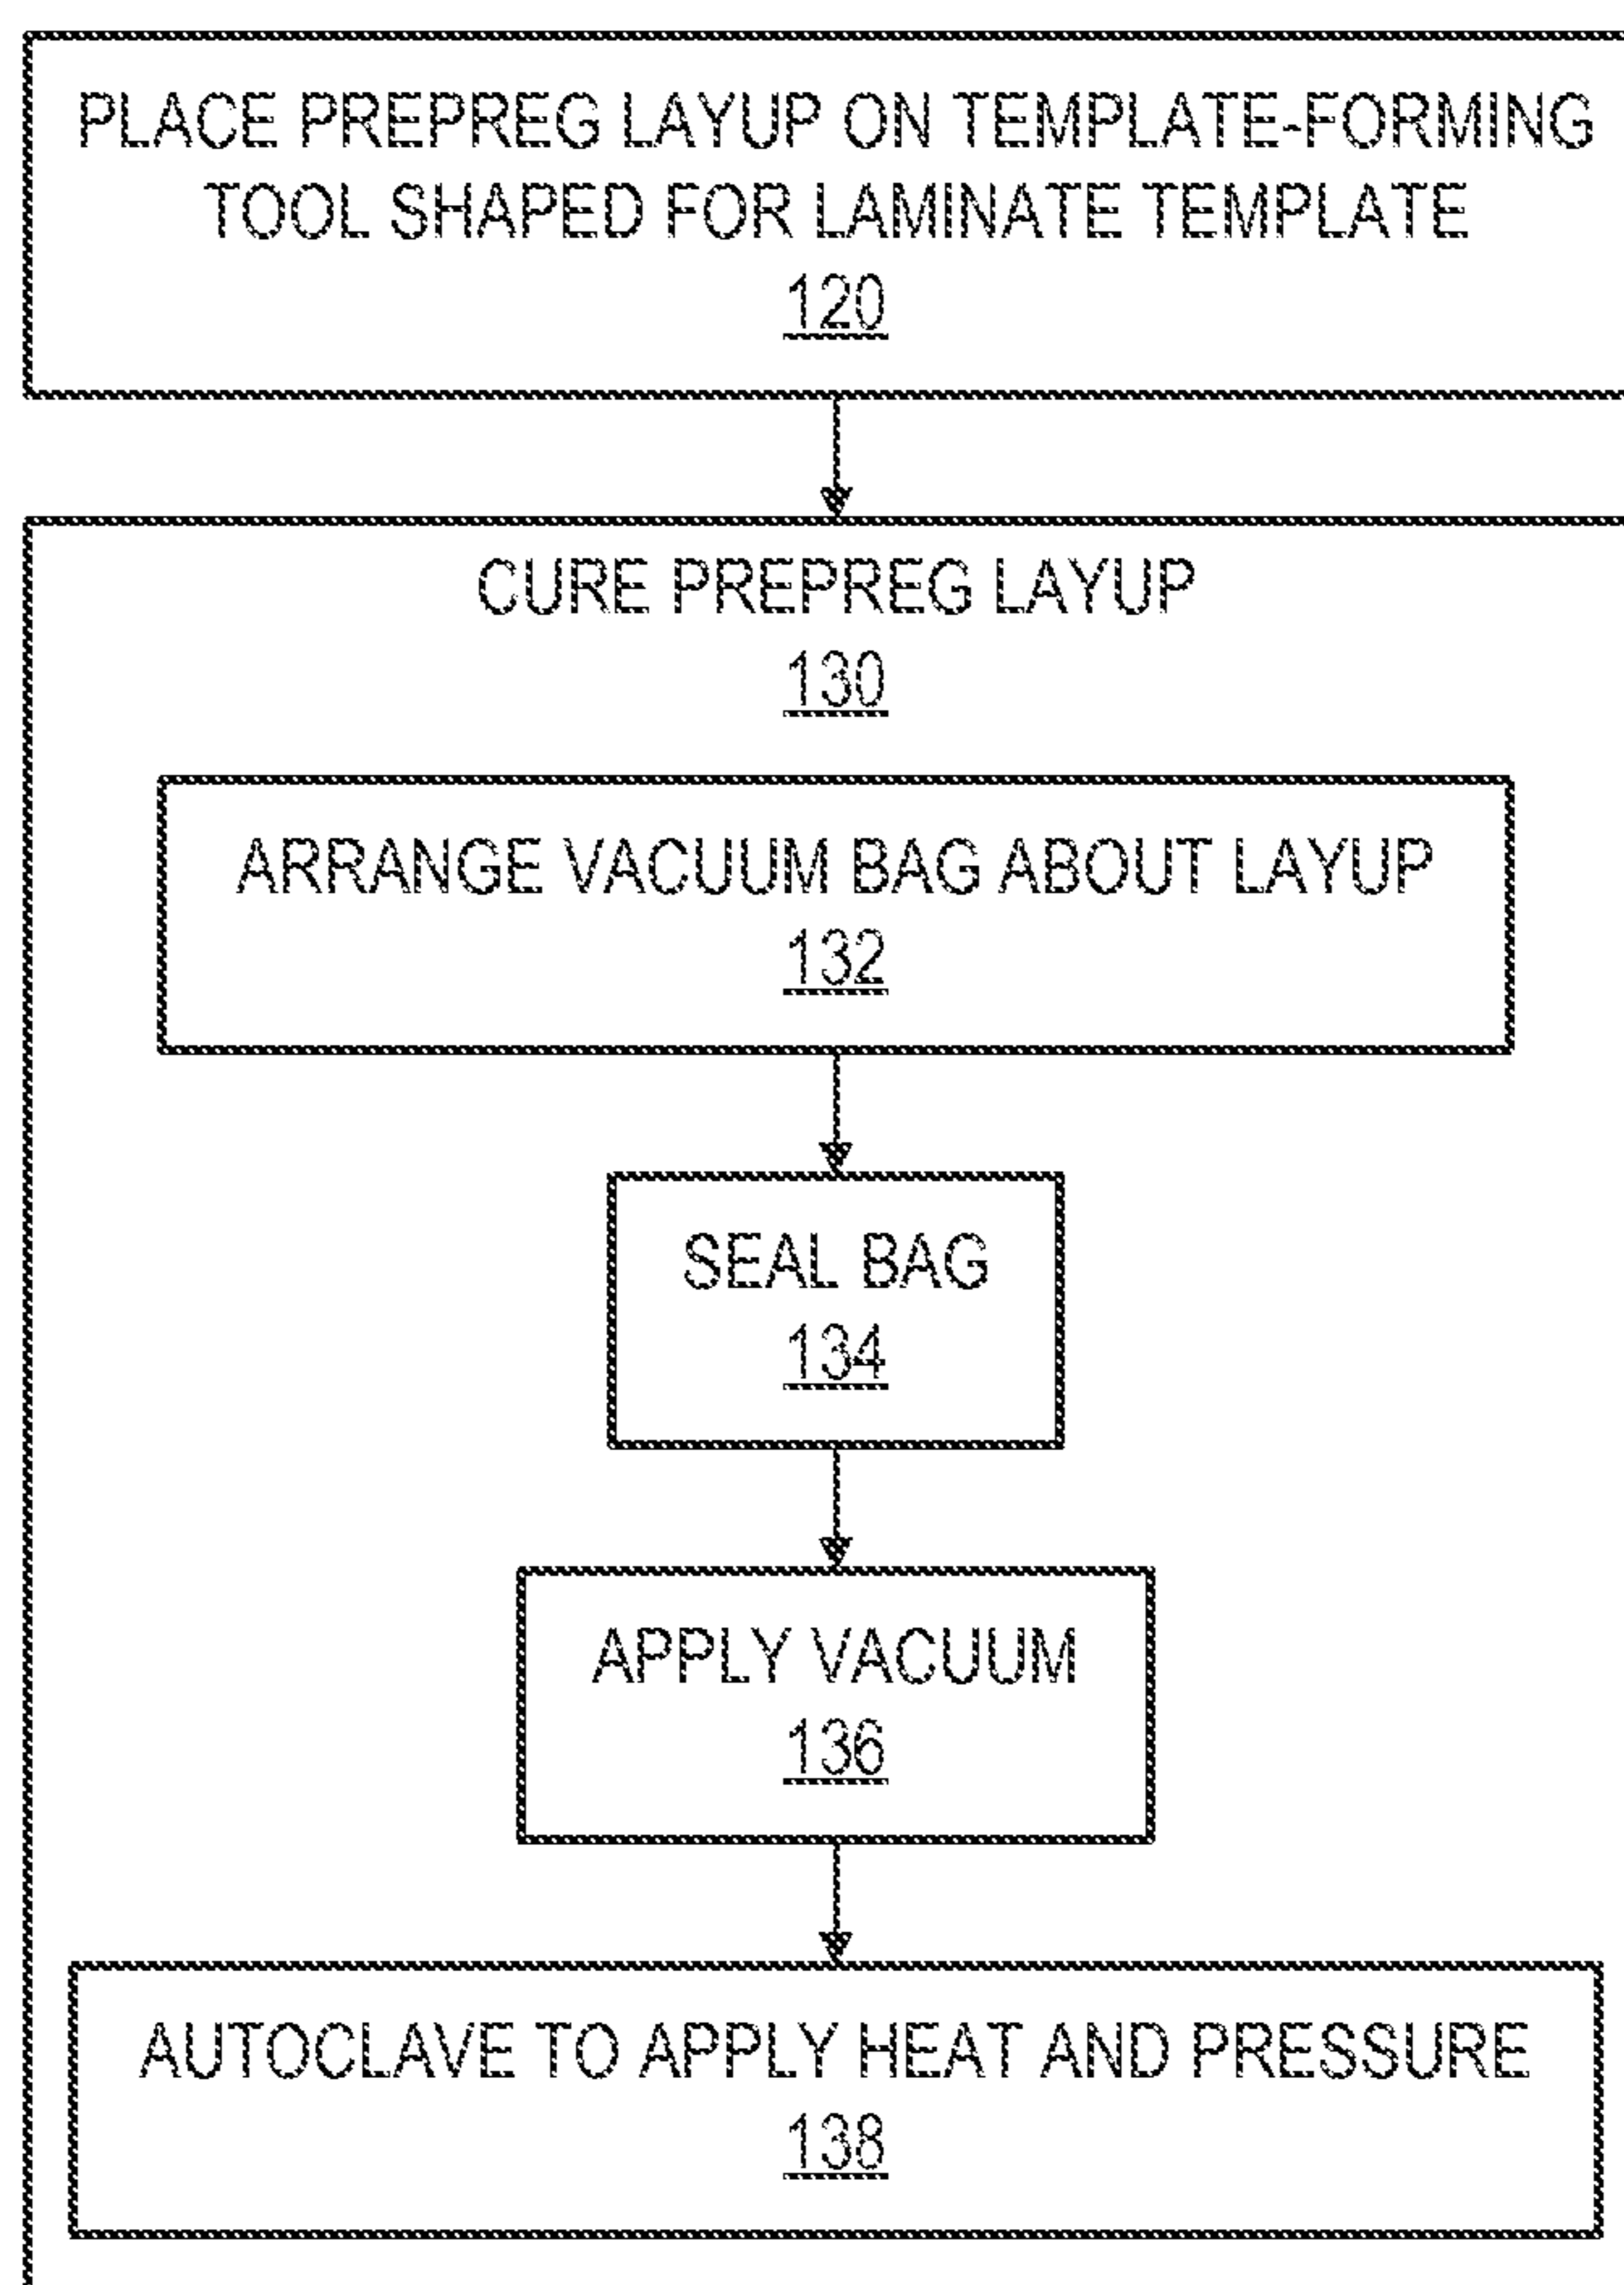 PLACE PREPREG LAYUP ON TEMPLATE-FORMING
TOOL SHAPED FOR LAMINATE TEMPLATE
120
CURE PREPREG LAYUP
130
ARRANGE VACUUM BAG ABOUT LAYUP
132
SEAL BAG
134
APPLY VACUUM
136
AUTOCLAVE TO APPLY HEAT AND PRESSURE
138